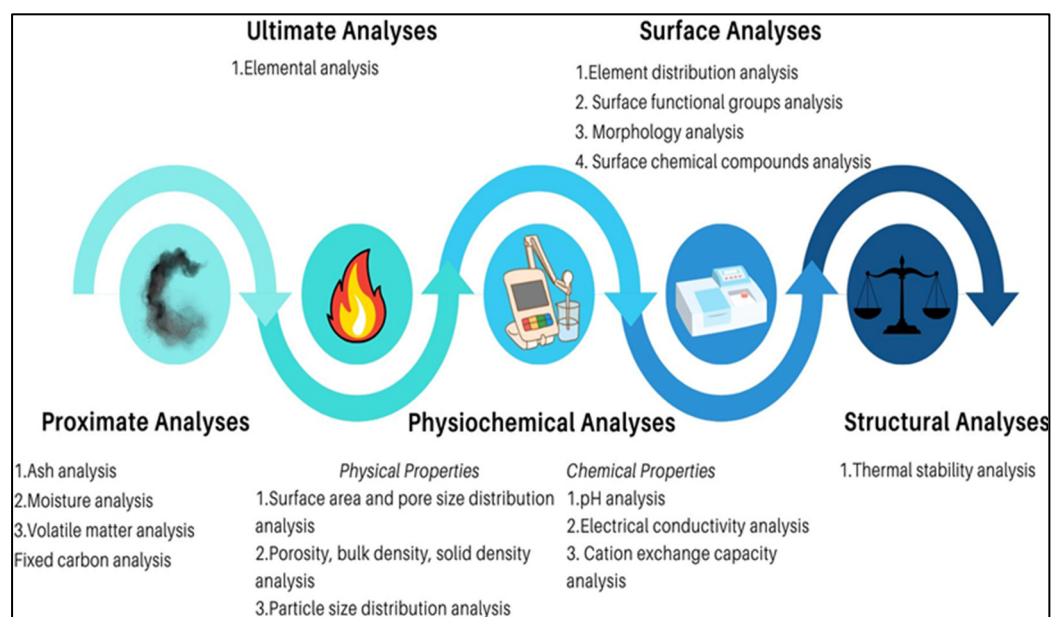 Ultimate Analyses
1.Elemental analysis
Surface Analyses
1.Element distribution analysis
2. Surface functional groups analysis
3. Morphology analysis
4. Surface chemical compounds analysis
Proximate Analyses
1.Ash analysis
2.Moisture analysis
3.Volatile matter analysis
Fixed carbon analysis
Physiochemical Analyses
Physical Properties
1.Surface area and pore size distribution
analysis
2.Porosity, bulk density, solid density
analysis
3.Particle size distribution analysis
Chemical Properties
1.pH analysis
2.Electrical conductivity analysis
3. Cation exchange capacity
analysis
Structural Analyses
1.Thermal stability analysis